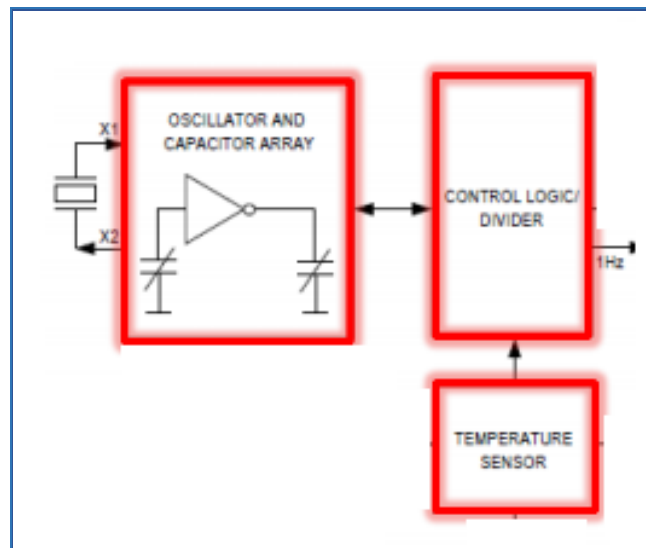 OSCILLATOR AND
CAPACITOR ARRAY
X1
X2
CONTROL LOGIC/
DIVIDER
1Hz
TEMPERATURE
SENSOR